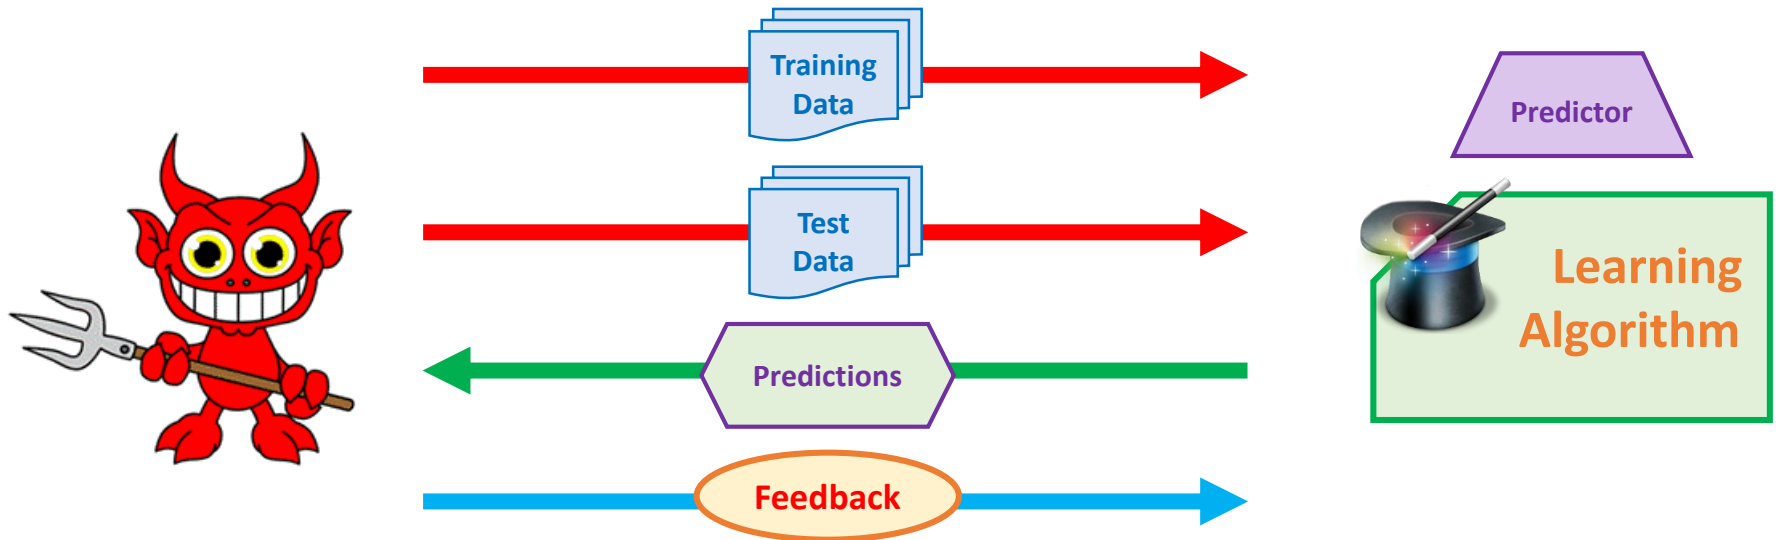 Training
Data
Predictor
Test
Data
Learning
Algorithm
Predictions
Feedback